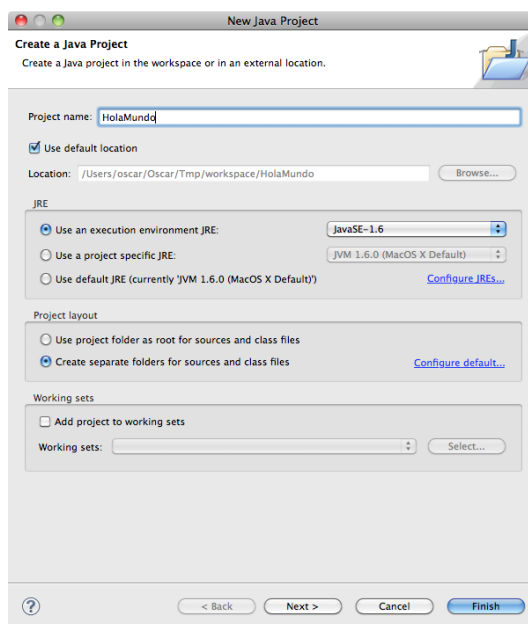 New Java Project
Create a Java Project
Create a Java project in the workspace or in an external location.
Project name: HolaMundo
Use default location
Location: /Users/oscar/Oscar/Tmp/workspace/HolaMundo Browse...
JRE
Use an execution environment JRE: JavaSE-1.6
Use a project specific JRE: JVM 1.6.0 (MacOS X Default)
Use default JRE (currently 'JVM 1.6.0 (MacOS X Default)') Configure JREs...
Project layout
Use project folder as root for sources and class files
Create separate folders for sources and class files Configure default...
Working sets
Add project to working sets
Working sets: Select...
? < Back Next > Cancel Finish